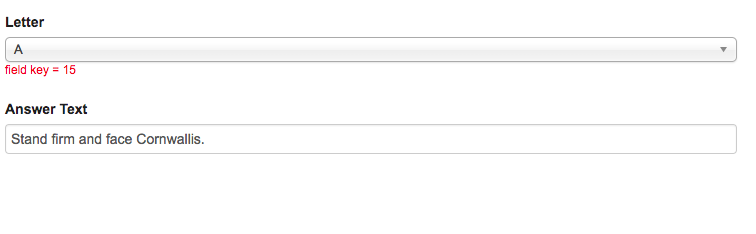 Letter
A
field key = 15
Answer Text
Stand firm and face Cornwallis.